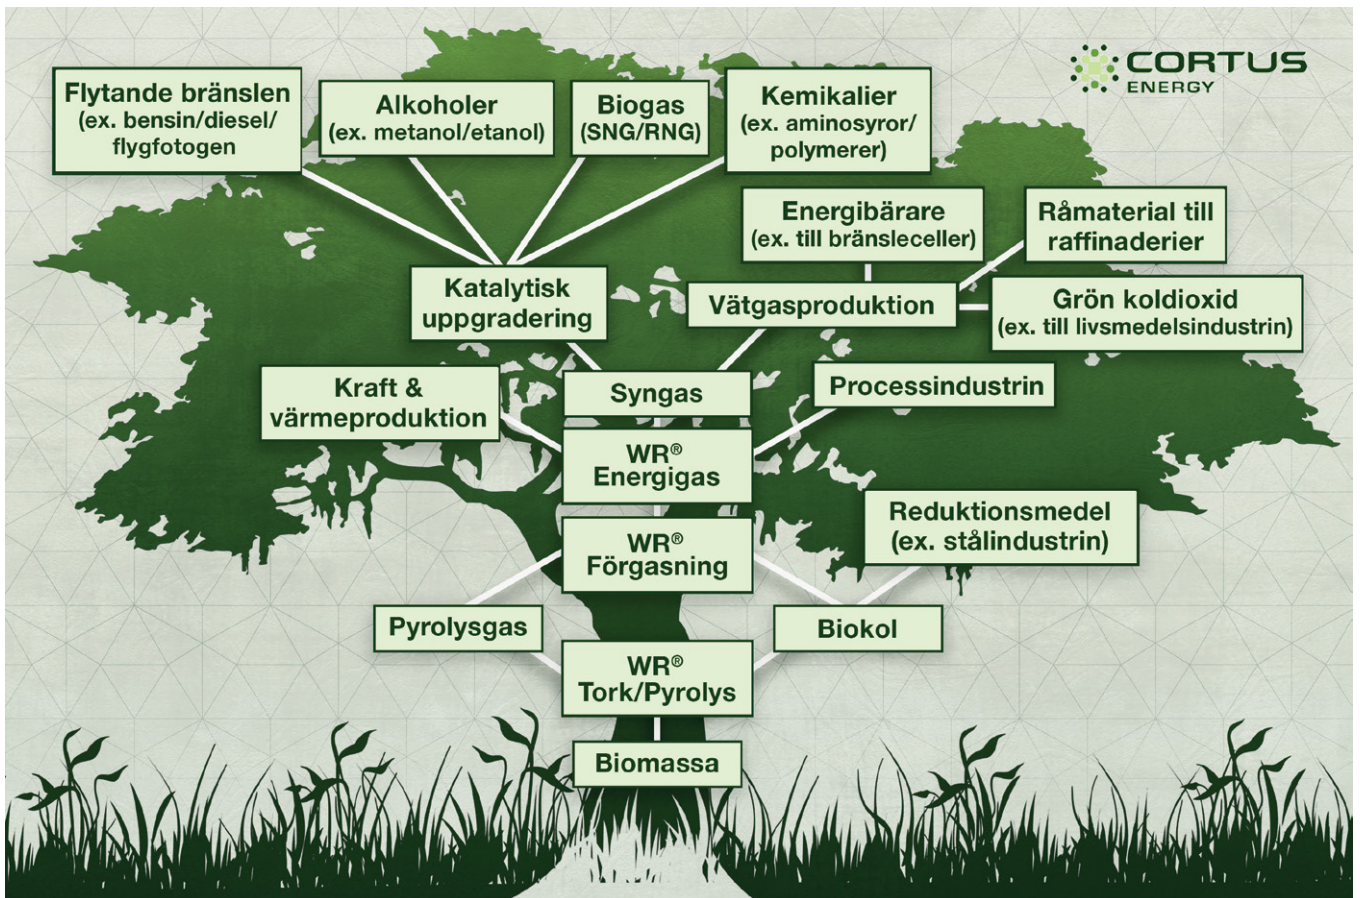 CORTUS
ENERGY
Flytande bränslen
(ex. bensin/diesel/
flygfotogen
Alkoholer
(ex. metanol/etanol)
Biogas
(SNG/RNG)
Kemikalier
(ex. aminosyror/
polymerer)
Energibärare
(ex. till bränsleceller)
Råmaterial till
raffinaderier
Katalytisk
uppgradering
Vätgasproduktion
Grön koldioxid
(ex. till livsmedelsindustrin)
Kraft &
värmeproduktion
Syngas
Processindustrin
WR®
Energigas
Reduktionsmedel
(ex. stålindustrin)
WR®
Förgasning
Pyrolysgas
Biokol
WR®
Tork/Pyrolys
Biomassa